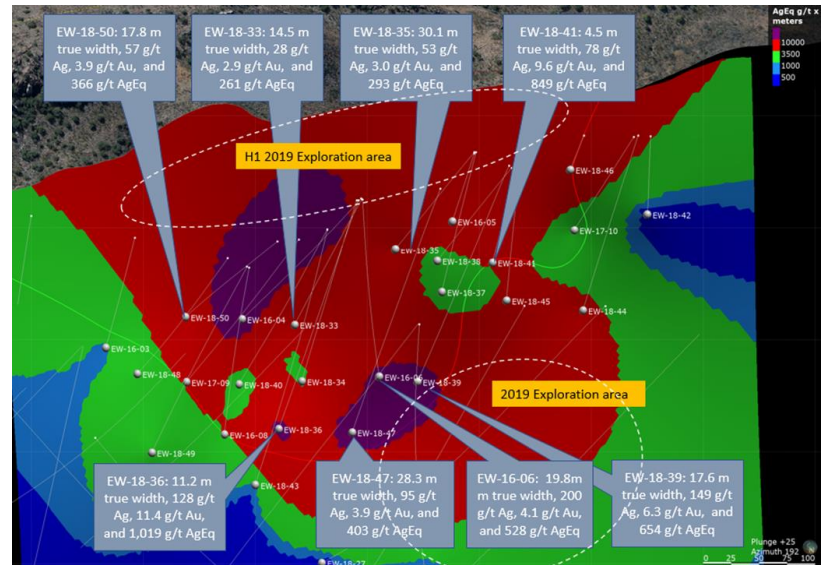 EW-18-50: 17.8 m
true width, 57 g/t
Ag, 3.9 g/t Au, and
366 g/t AgEq
EW-18-33: 14.5 m
true width, 28 g/t
Ag, 2.9 g/t Au, and
261 g/t AgEq
EW-18-35: 30.1 m
true width, 53 g/t
Ag, 3.0 g/t Au, and
293 g/t AgEq
EW-18-41: 4.5 m
true width, 78 g/t
Ag, 9.6 g/t Au, and
849 g/t AgEq
AgEq g/t x
meters
10000
3500
1000
500
H1 2019 Exploration area
EW-18-46
EW-18-42
EW-16-05
EW-17-10
EW-18-35
EW-18-38
EW-18-41
EW-18-37
EW-18-45
EW-18-44
EW-18-50
EW-16-04
EW-18-33
EW-16-03
EW-18-48
EW-17-09
EW-18-40
EW-18-34
EW-16-06
EW-18-39
2019 Exploration area
EW-16-08
EW-18-36
EW-18-47
EW-18-49
EW-18-43
EW-18-36: 11.2 m
true width, 128 g/t
Ag, 11.4 g/t Au,
and 1,019 g/t AgEq
EW-18-47: 28.3 m
true width, 95 g/t
Ag, 3.9 g/t Au, and
403 g/t AgEq
EW-16-06: 19.8m
m true width, 200
g/t Ag, 4.1 g/t Au,
and 528 g/t AgEq
EW-18-39: 17.6 m
true width, 149 g/t
Ag, 6.3 g/t Au, and
654 g/t AgEq
Plunge +25
Azimuth 192
0 25 50 75 100